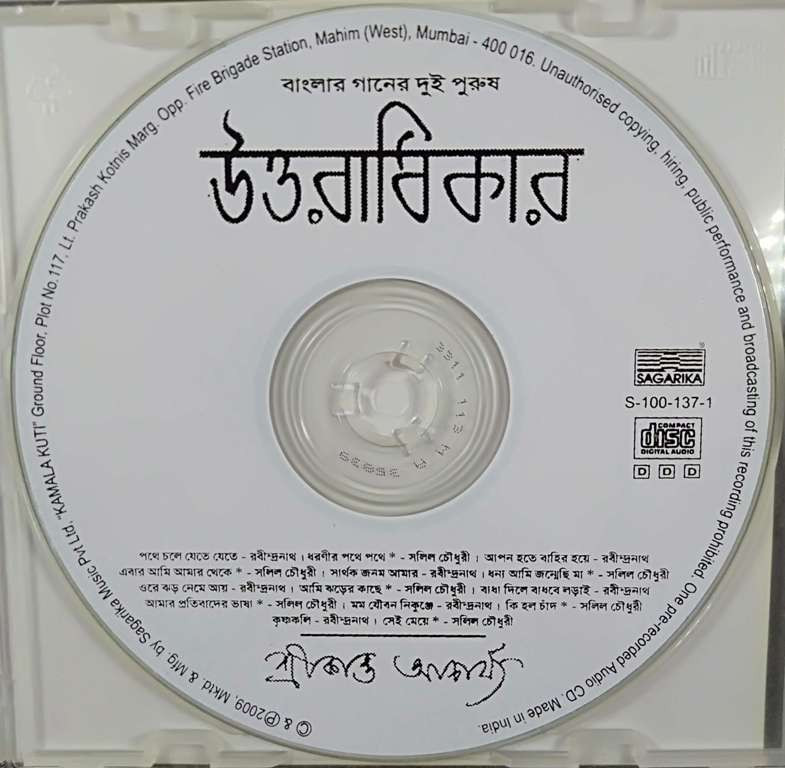 বাংলার গানের দুই পুরুষ
উত্তরাধিকার
SAGARIKA
S-100-137-1
COMPACT
disc
DIGITAL AUDIO
D D D
পথে চলে যেতে যেতে - রবীন্দ্রনাথ । ধরণীর পথে পথে * - সলিল চৌধুরী । আপন হতে বাহির হয়ে - রবীন্দ্রনাথ
এবার আমি আমার থেকে * - সলিল চৌধুরী । সার্থক জনম আমার - রবীন্দ্রনাথ । ধন্য আমি জন্মেছি মা * - সলিল চৌধুরী
ওরে ঝড় নেমে আয় - রবীন্দ্রনাথ । আমি ঝড়ের কাছে * - সলিল চৌধুরী । বাধা দিলে বাধবে লড়াই - রবীন্দ্রনাথ
আমার প্রতিবাদের ভাষা * - সলিল চৌধুরী । মম যৌবন নিকুঞ্জে - রবীন্দ্রনাথ । কি হল চাঁদ * - সলিল চৌধুরী
কৃষ্ণকলি - রবীন্দ্রনাথ । সেই মেয়ে * - সলিল চৌধুরী
শ্রীকান্ত আচার্য্য
© & ℗2009, Mktd. & Mfg. by Sagarika Music Pvt Ltd, "KAMALA KUTI" Ground Floor, Plot No.117, Lt. Prakash Kotnis Marg. Opp. Fire Brigade Station, Mahim (West), Mumbai - 400 016. Unauthorised copying, hiring, public performance and broadcasting of this recording prohibited. One pre-recorded Audio CD. Made in India.